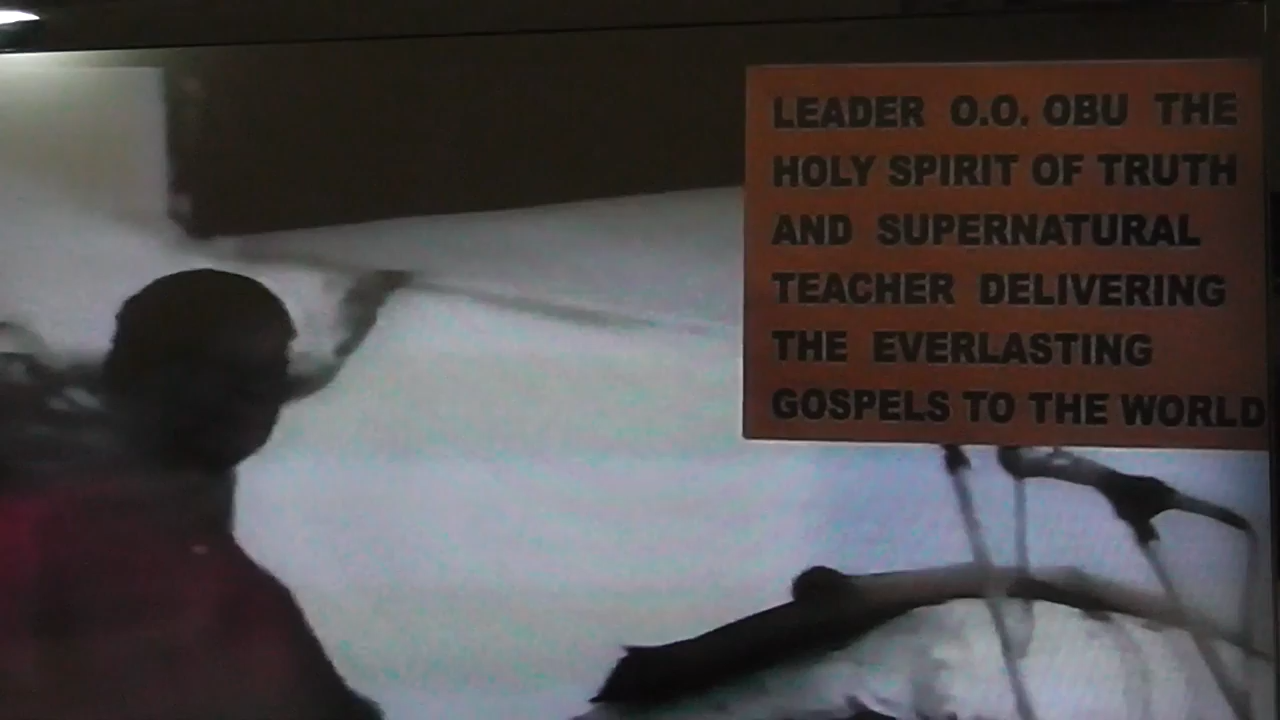 LEADER O.O. OBU THE
HOLY SPIRIT OF TRUTH
AND SUPERNATURAL
TEACHER DELIVERING
THE EVERLASTING
GOSPELS TO THE WORLD